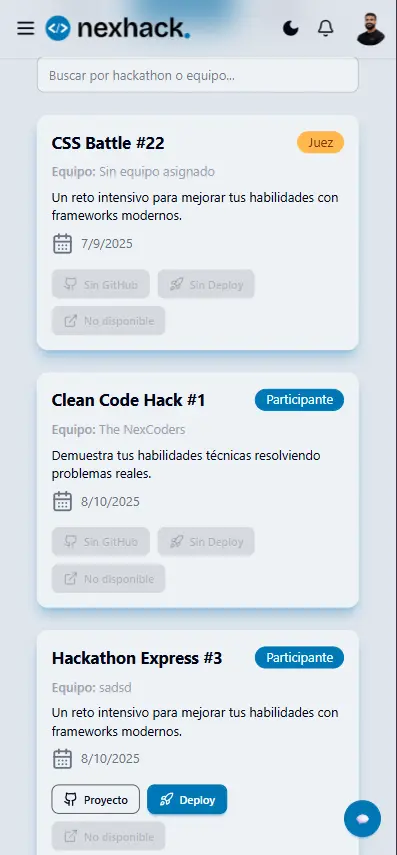 nexhack.
Buscar por hackathon o equipo...
CSS Battle #22
Juez
Equipo: Sin equipo asignado
Un reto intensivo para mejorar tus habilidades con
frameworks modernos.
7/9/2025
Sin GitHub
Sin Deploy
No disponible
Clean Code Hack #1
Participante
Equipo: The NexCoders
Demuestra tus habilidades técnicas resolviendo
problemas reales.
8/10/2025
Sin GitHub
Sin Deploy
No disponible
Hackathon Express #3
Participante
Equipo: sadsd
Un reto intensivo para mejorar tus habilidades con
frameworks modernos.
8/10/2025
Proyecto
Deploy
No disponible